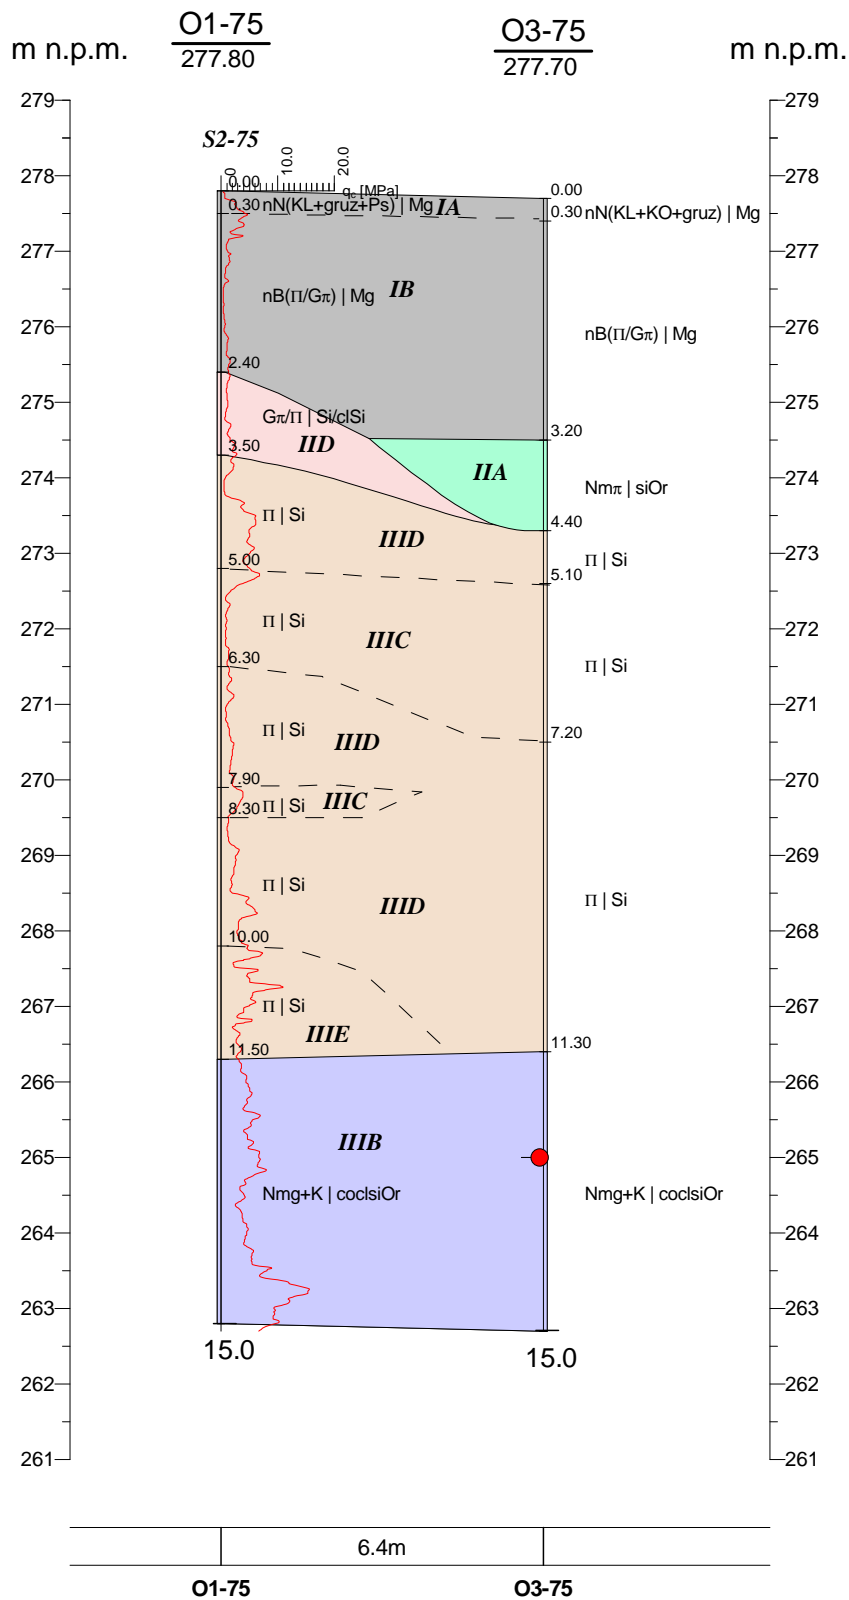 O1-75
O3-75
m n.p.m.
277.80
277.70
m n.p.m.
279
279
S2-75
0
10.0
20.0
278
278
0.00
qc [MPa]
0.00
0.30
nN(KL+gruz+Ps) | Mg
IA
0.30
nN(KL+KO+gruz) | Mg
277
277
nB(Π/Gπ) | Mg
IB
276
276
nB(Π/Gπ) | Mg
2.40
275
275
Gπ/Π | Si/clSi
3.20
IID
3.50
274
274
IIA
Nmπ | siOr
Π | Si
4.40
IIID
273
273
5.00
Π | Si
5.10
272
272
Π | Si
IIIC
6.30
Π | Si
271
271
Π | Si
IIID
7.20
270
270
7.90
IIIC
8.30
Π | Si
269
269
Π | Si
IIID
Π | Si
268
268
10.00
267
267
Π | Si
IIIE
11.30
11.50
266
266
IIIB
265
265
Nmg+K | coclsiOr
Nmg+K | coclsiOr
264
264
263
263
15.0
15.0
262
262
261
261
6.4m
O1-75
O3-75